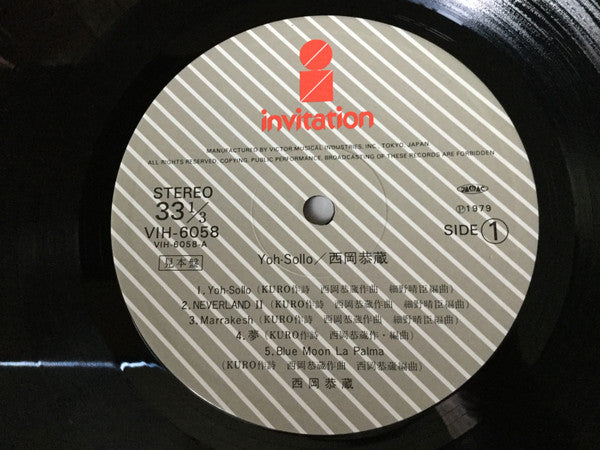 invitation
MANUFACTURED BY VICTOR MUSICAL INDUSTRIES, INC., TOKYO, JAPAN
ALL RIGHTS RESERVED. COPYING, PUBLIC PERFORMANCE, BROADCASTING OF THESE RECORDS ARE FORBIDDEN
STEREO
33 1/3
VIH-6058
VIH-6058-A
見本盤
JASRAC
Ⓟ1979
SIDE 1
Yoh-Sollo/西岡恭蔵
1. Yoh-Sollo (KURO作詩 西岡恭蔵作曲 細野晴臣編曲)
2. NEVERLAND II (KURO作詩 西岡恭蔵作曲 細野晴臣編曲)
3. Marrakesh (KURO作詩 西岡恭蔵作曲 細野晴臣編曲)
4. 夢 (KURO作詩 西岡恭蔵作・編曲)
5. Blue Moon La Palma
(KURO作詩 西岡恭蔵作曲 西岡恭蔵編曲)
西岡恭蔵